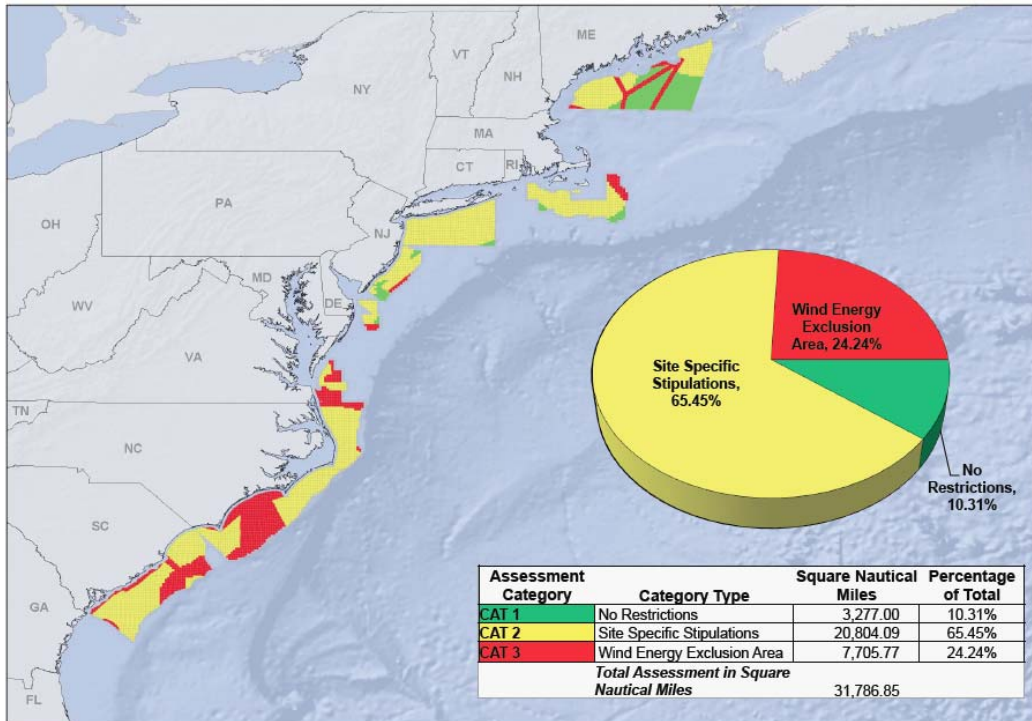 ME
VT
NH
NY
MA
CT
RI
PA
OH
NJ
MD
DE
WV
VA
TN
NC
SC
GA
FL
Wind Energy
Exclusion
Area, 24.24%
Site Specific
Stipulations,
65.45%
No
Restrictions,
10.31%
Assessment Category Category Type Square Nautical Miles Percentage of Total
CAT 1 No Restrictions 3,277.00 10.31%
CAT 2 Site Specific Stipulations 20,804.09 65.45%
CAT 3 Wind Energy Exclusion Area 7,705.77 24.24%
Total Assessment in Square
Nautical Miles 31,786.85